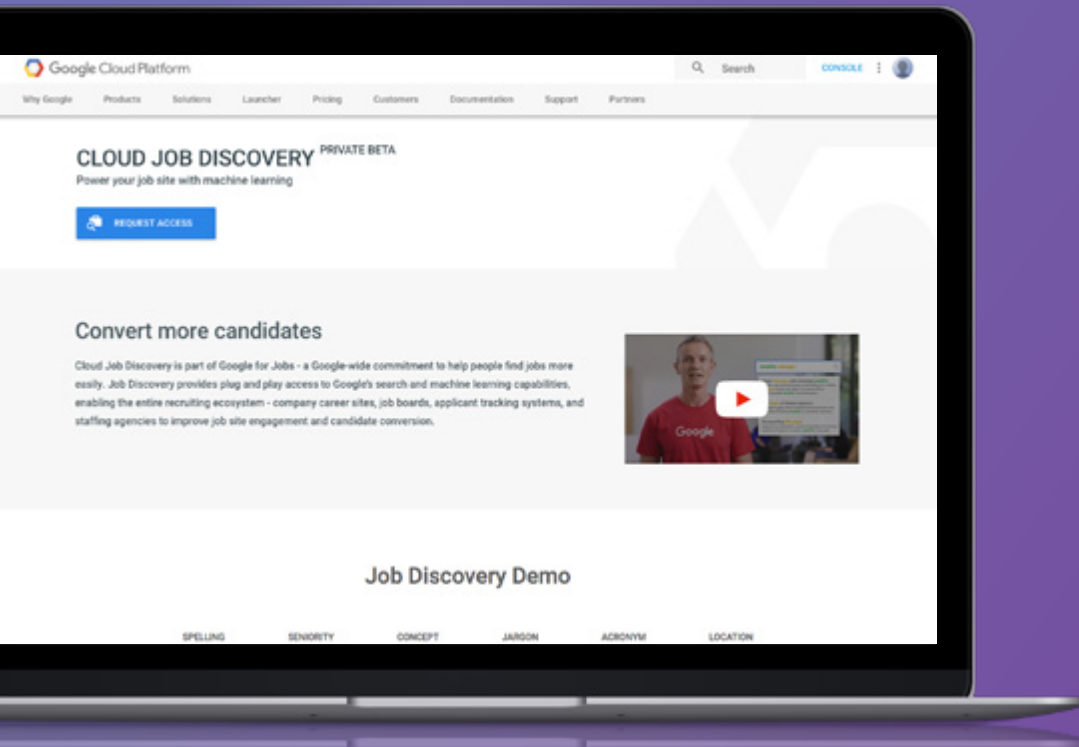 Google Cloud Platform
Search
CONSOLE
Why Google Products Solutions Launcher Pricing Customers Documentation Support Partners
CLOUD JOB DISCOVERY PRIVATE BETA
Power your job site with machine learning
REQUEST ACCESS
Convert more candidates
Cloud Job Discovery is part of Google for Jobs - a Google-wide commitment to help people find jobs more
easily. Job Discovery provides plug and play access to Google's search and machine learning capabilities,
enabling the entire recruiting ecosystem - company career sites, job boards, applicant tracking systems, and
staffing agencies to improve job site engagement and candidate conversion.
Google
Job Discovery Demo
SPELLING SENIORITY CONCEPT JARGON ACRONYM LOCATION